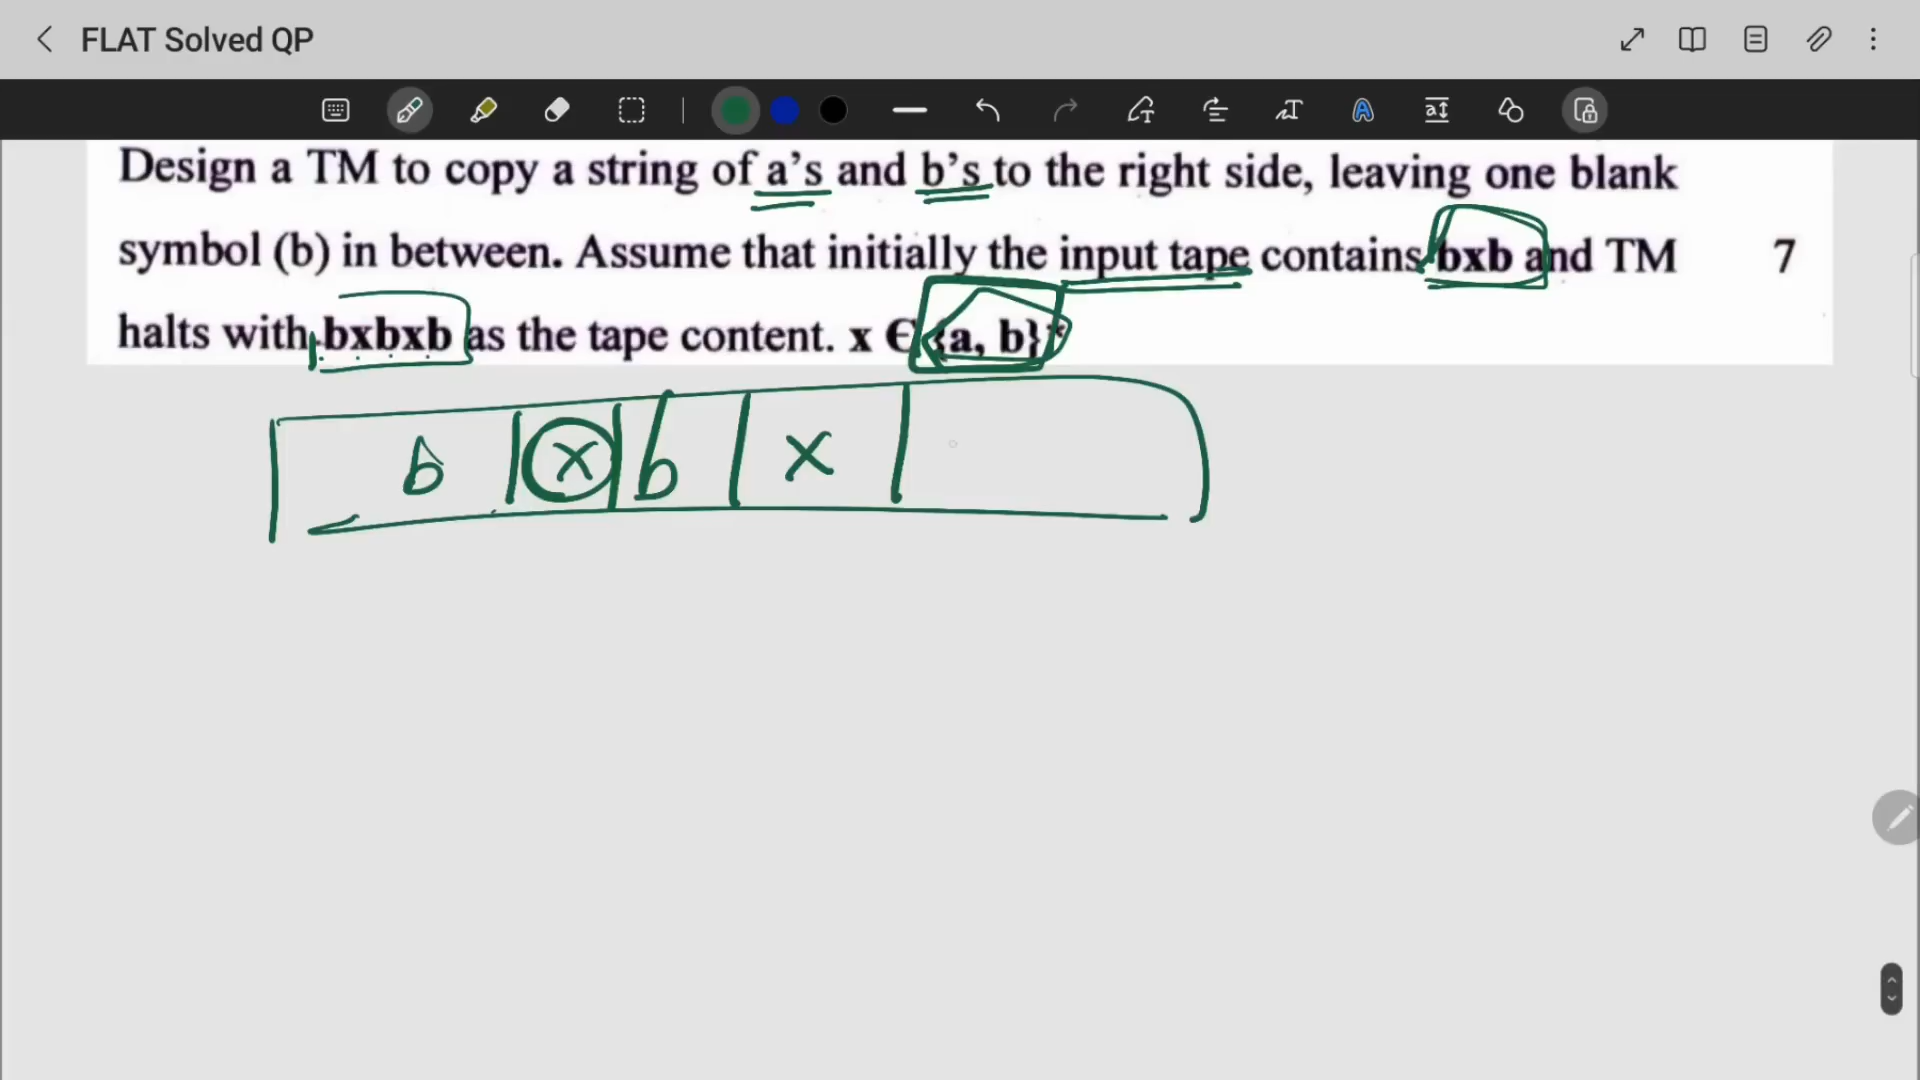 FLAT Solved QP
Design a TM to copy a string of a's and b's to the right side, leaving one blank
symbol (b) in between. Assume that initially the input tape contains bxb and TM 7
halts with bxbxb as the tape content. x Є {a, b}*
b x b x